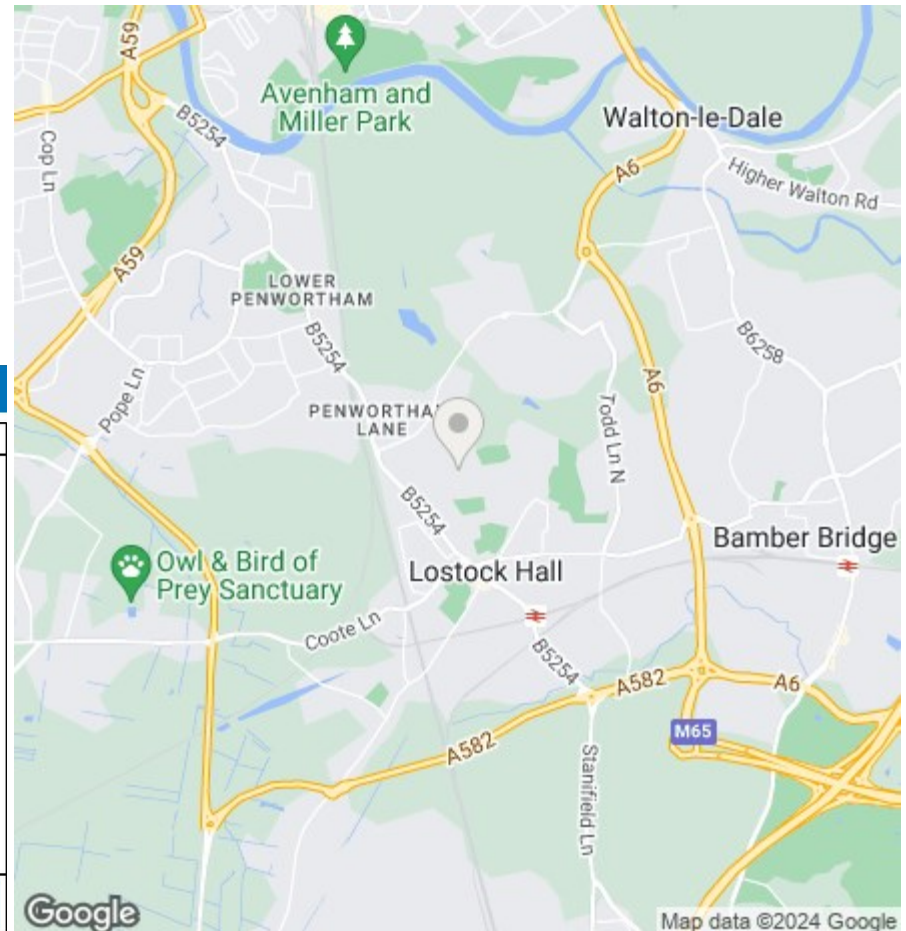 A59
B5254
Cop Ln
Avenham and
Miller Park
Walton-le-Dale
A6
Higher Walton Rd
A59
LOWER
PENWORTHAM
B5254
B6258
A6
Pope Ln
PENWORTHA
LANE
Todd Ln N
B5254
Bamber Bridge
Owl & Bird of
Prey Sanctuary
Lostock Hall
Coote Ln
B5254
A582
A6
M65
A582
Stanifield Ln
Google
Map data ©2024 Google